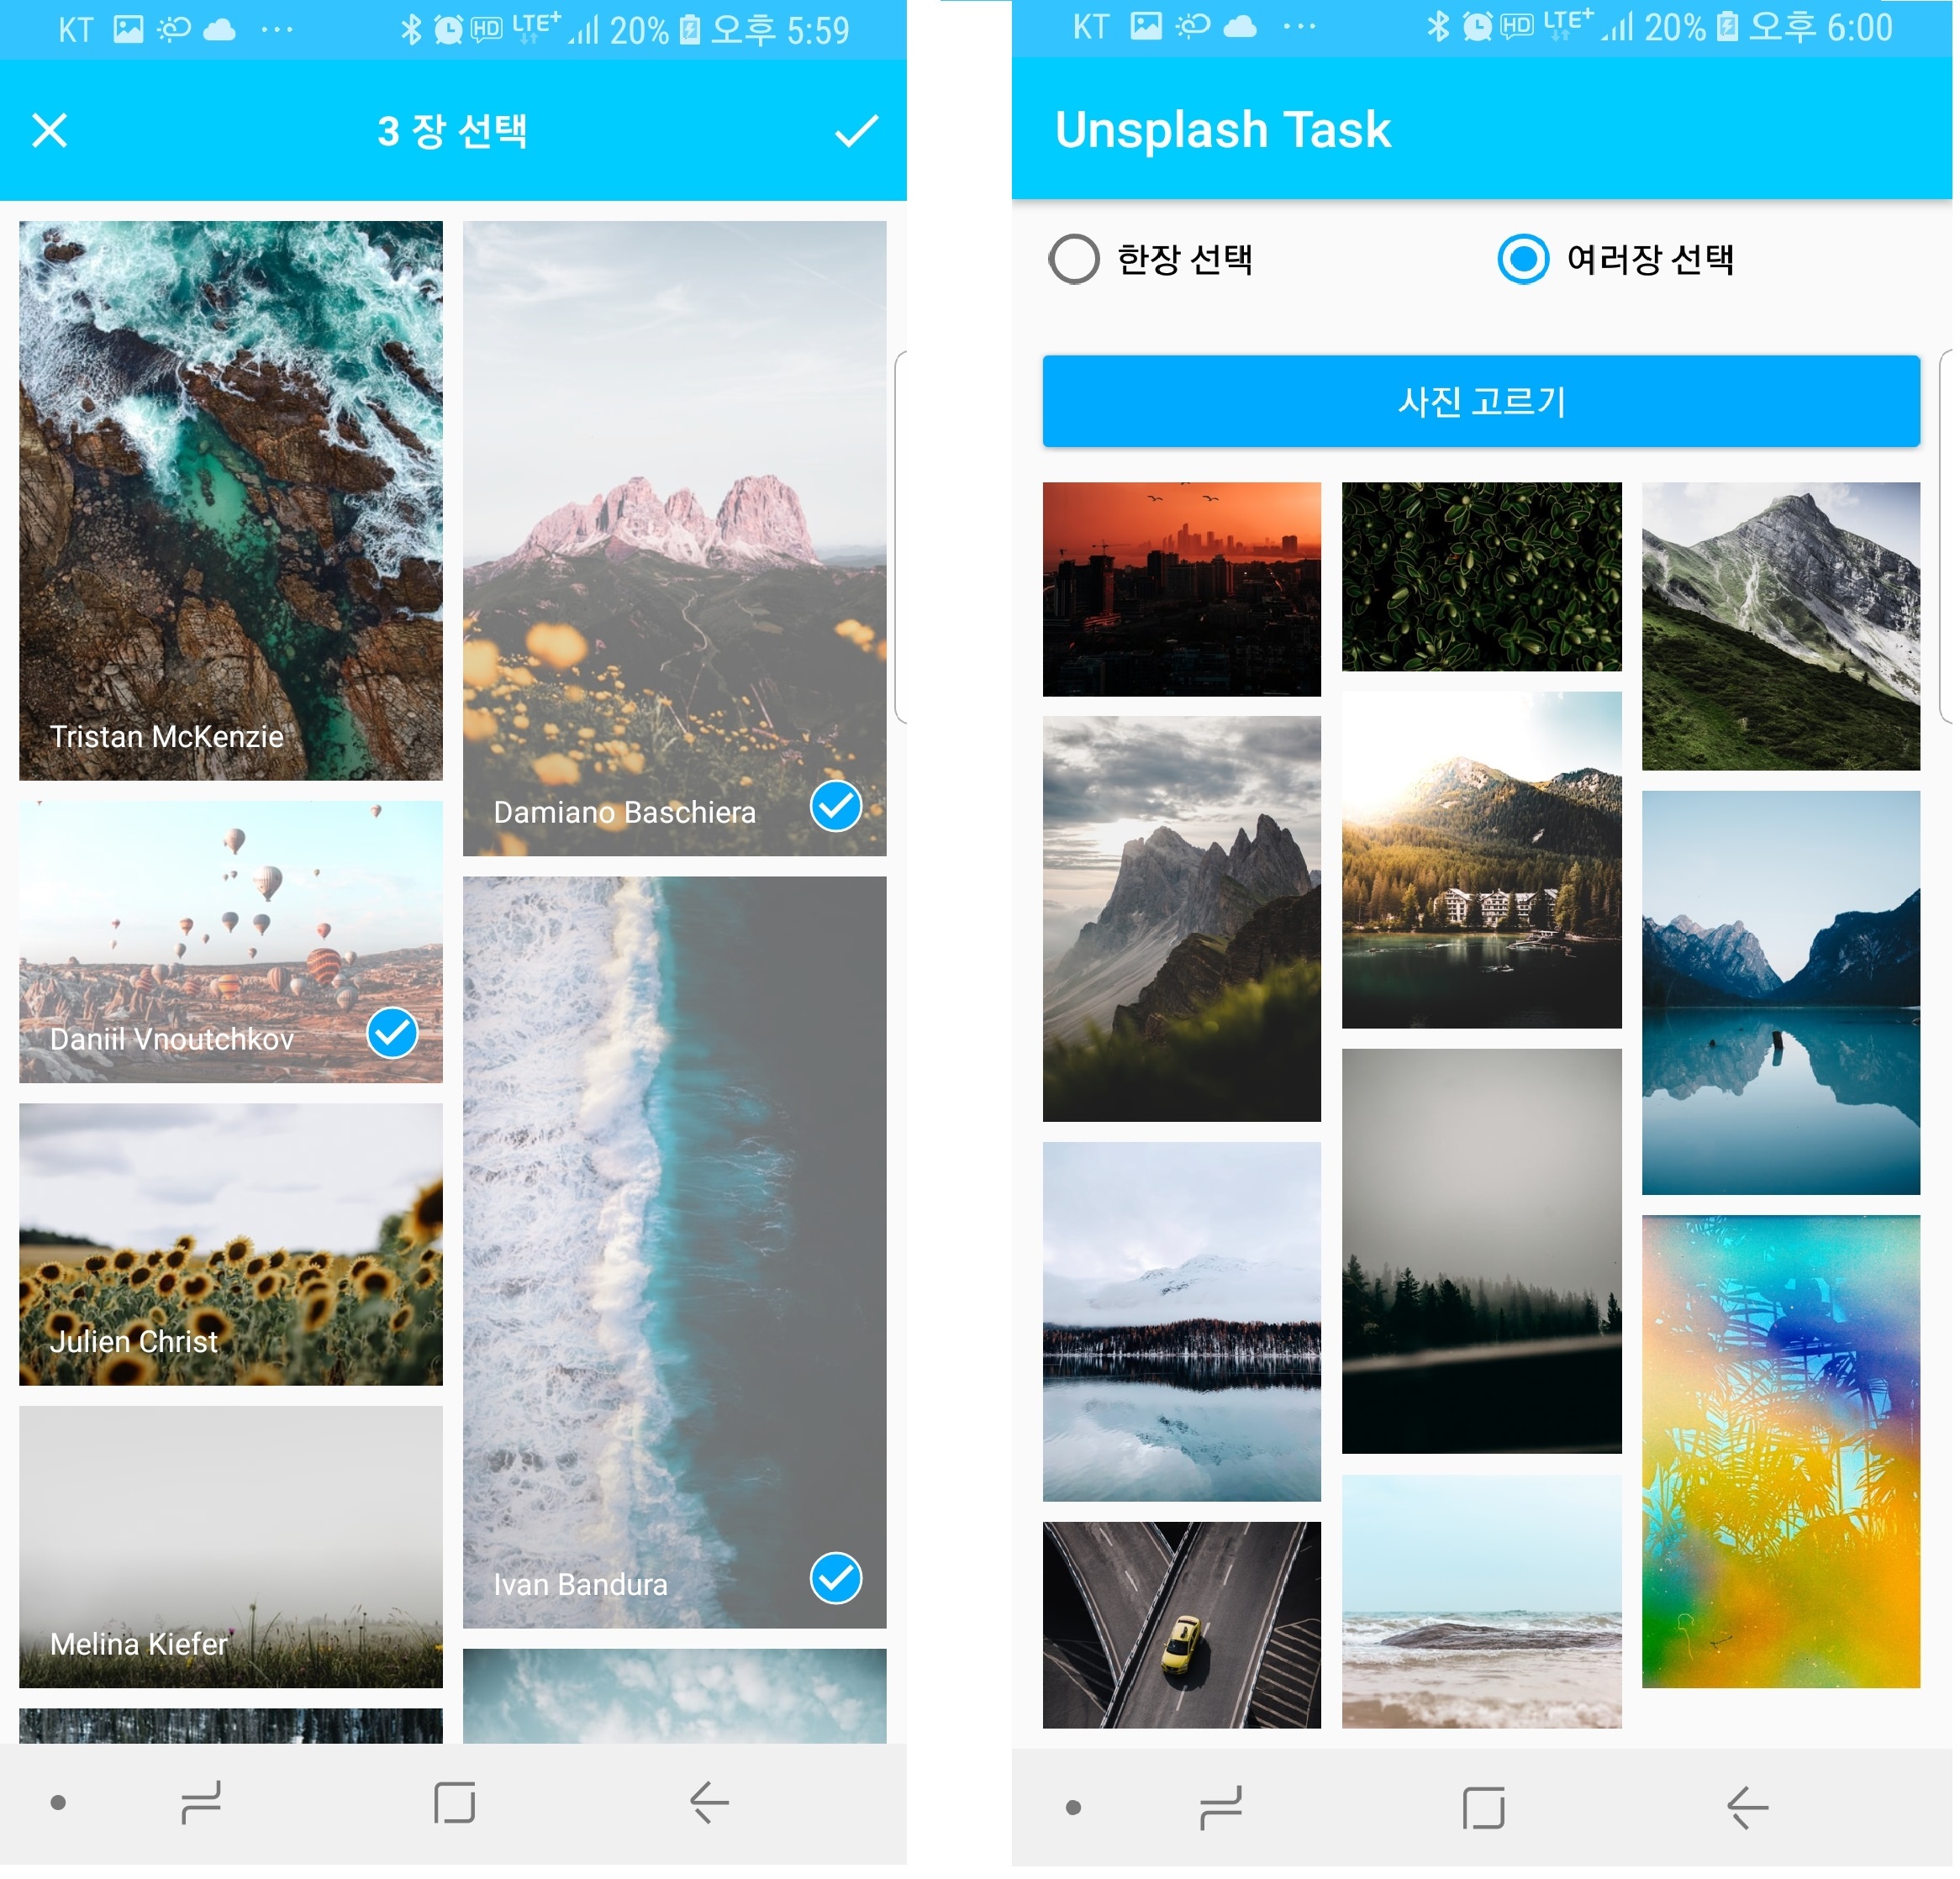 KT ... HD LTE+ 20% 오후 5:59
3 장 선택
Tristan McKenzie
Damiano Baschiera
Daniil Vnoutchkov
Julien Christ
Ivan Bandura
Melina Kiefer
KT ... HD LTE+ 20% 오후 6:00
Unsplash Task
한장 선택
여러장 선택
사진 고르기